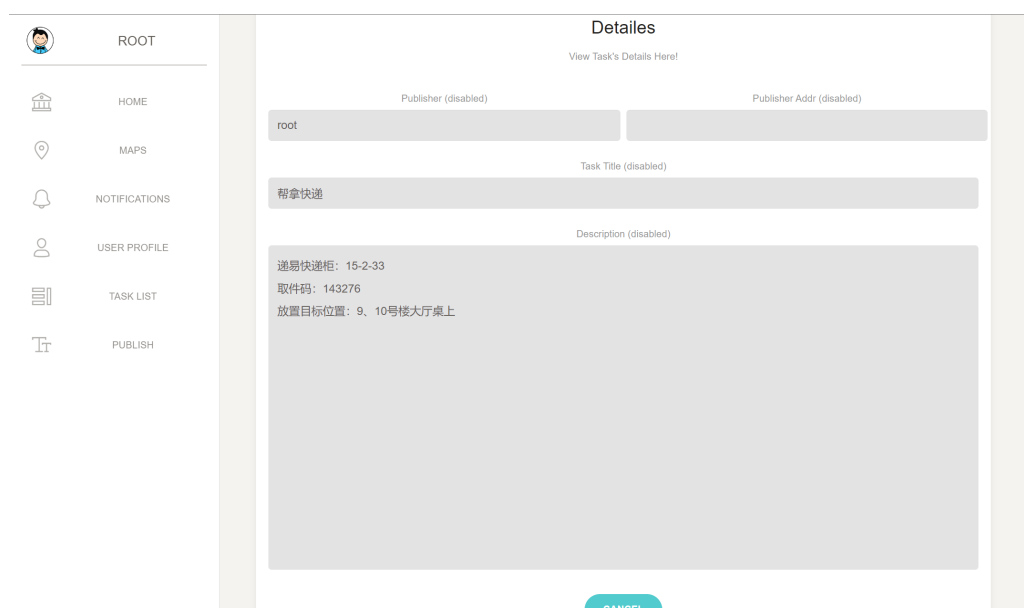 ROOT
HOME
MAPS
NOTIFICATIONS
USER PROFILE
TASK LIST
PUBLISH
Detailes
View Task's Details Here!
Publisher (disabled)
Publisher Addr (disabled)
root
Task Title (disabled)
帮拿快递
Description (disabled)
递易快递柜：15-2-33
取件码：143276
放置目标位置：9、10号楼大厅桌上
CANCEL